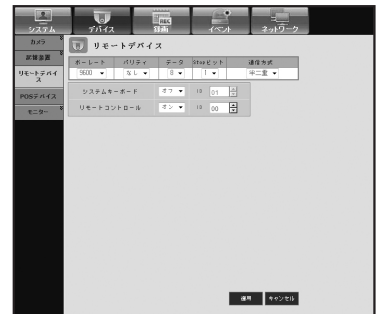 システム デバイス 録画 イベント ネットワーク
カメラ
記憶装置
リモートデバイス
POSデバイス
モニター
リモートデバイス
ボーレート パリティ データ Stopビット 通信方式
9600 なし 8 1 半二重
システムキーボード オフ ID 01
リモートコントロール オン ID 00
適用 キャンセル